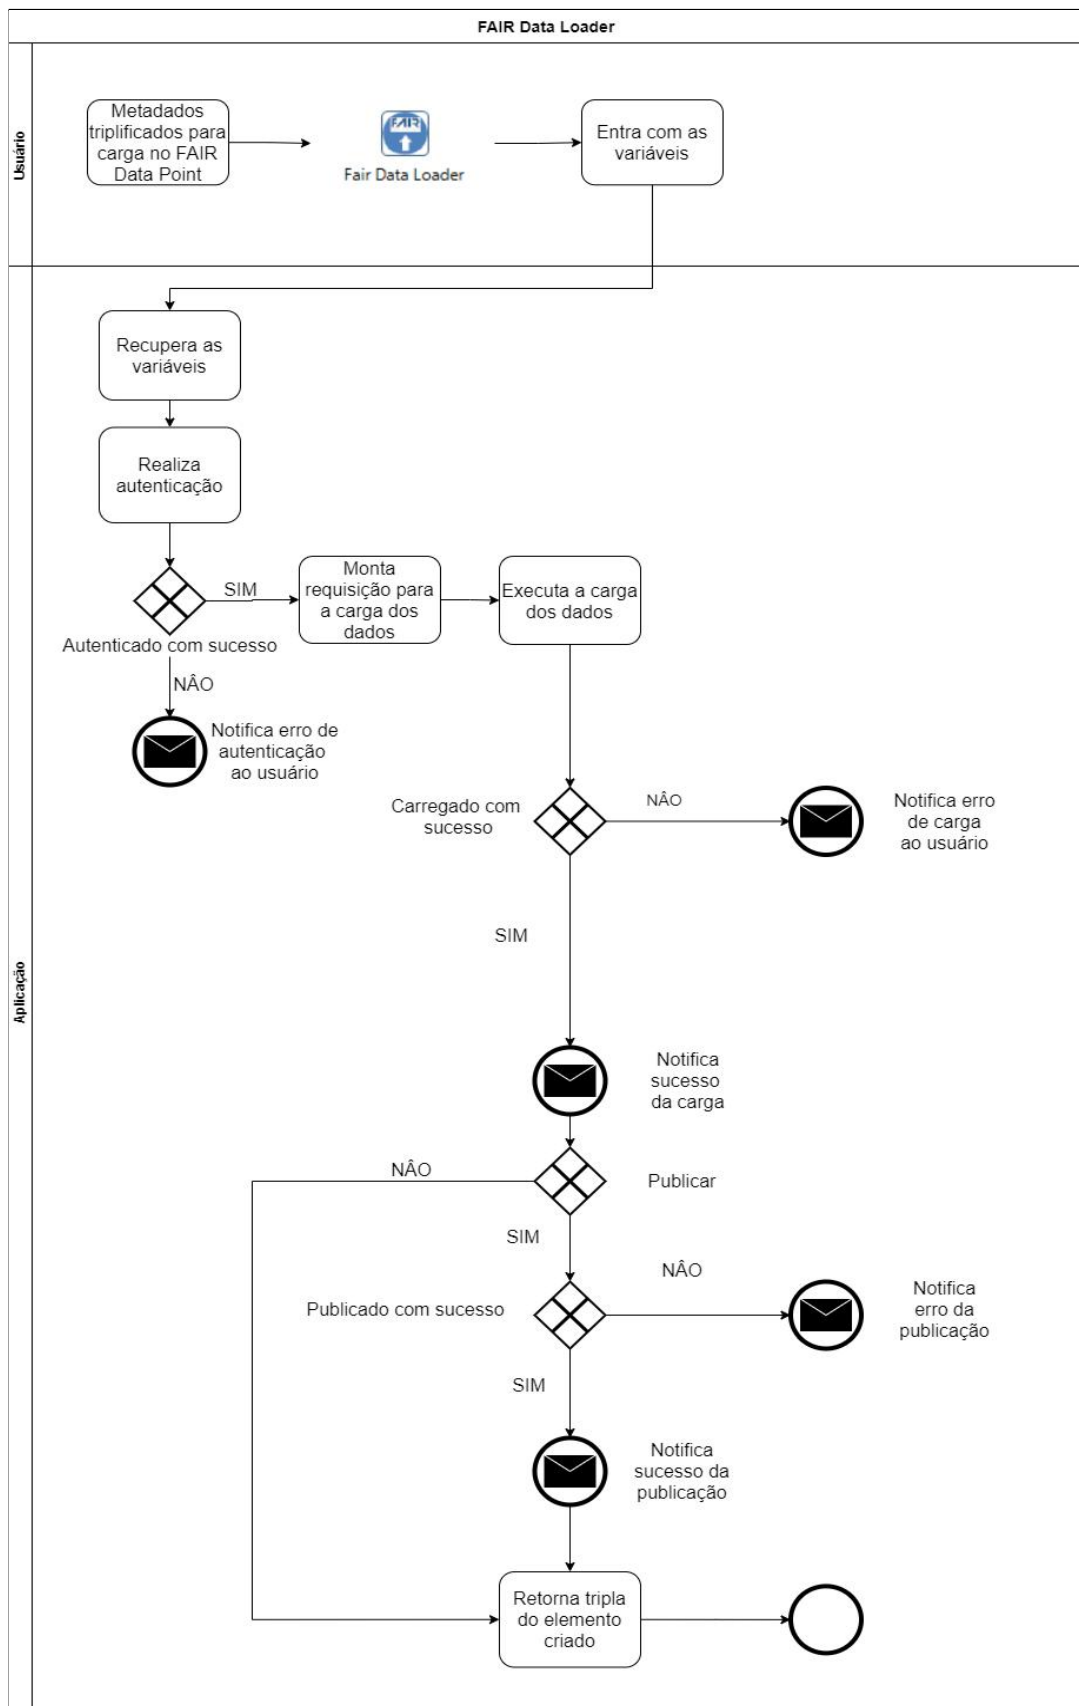 FAIR Data Loader
Usuário
Metadados
triplificados para
carga no FAIR
Data Point
FAIR
Fair Data Loader
Entra com as
variáveis
Aplicação
Recupera as
variáveis
Realiza
autenticação
SIM
Autenticado com sucesso
NÂO
Notifica erro de
autenticação
ao usuário
Monta
requisição para
a carga dos
dados
Executa a carga
dos dados
Carregado com
sucesso
NÂO
Notifica erro
de carga
ao usuário
SIM
Notifica
sucesso
da carga
NÂO
Publicar
SIM
Publicado com sucesso
NÂO
Notifica
erro da
publicação
SIM
Notifica
sucesso da
publicação
Retorna tripla
do elemento
criado